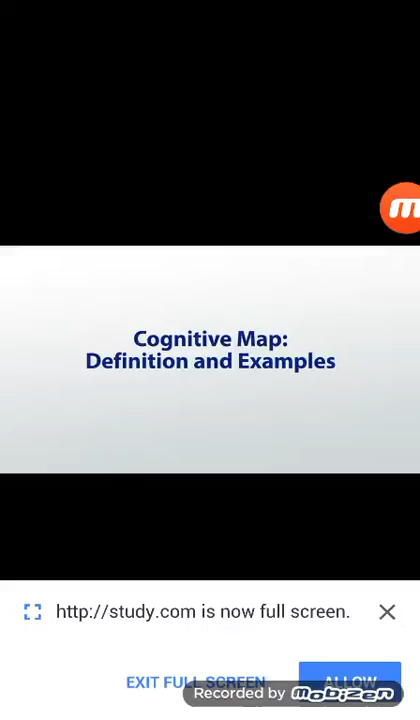 Cognitive Map:
Definition and Examples
http://study.com is now full screen.
EXIT FULL SCREEN
ALLOW
Recorded by mobizen